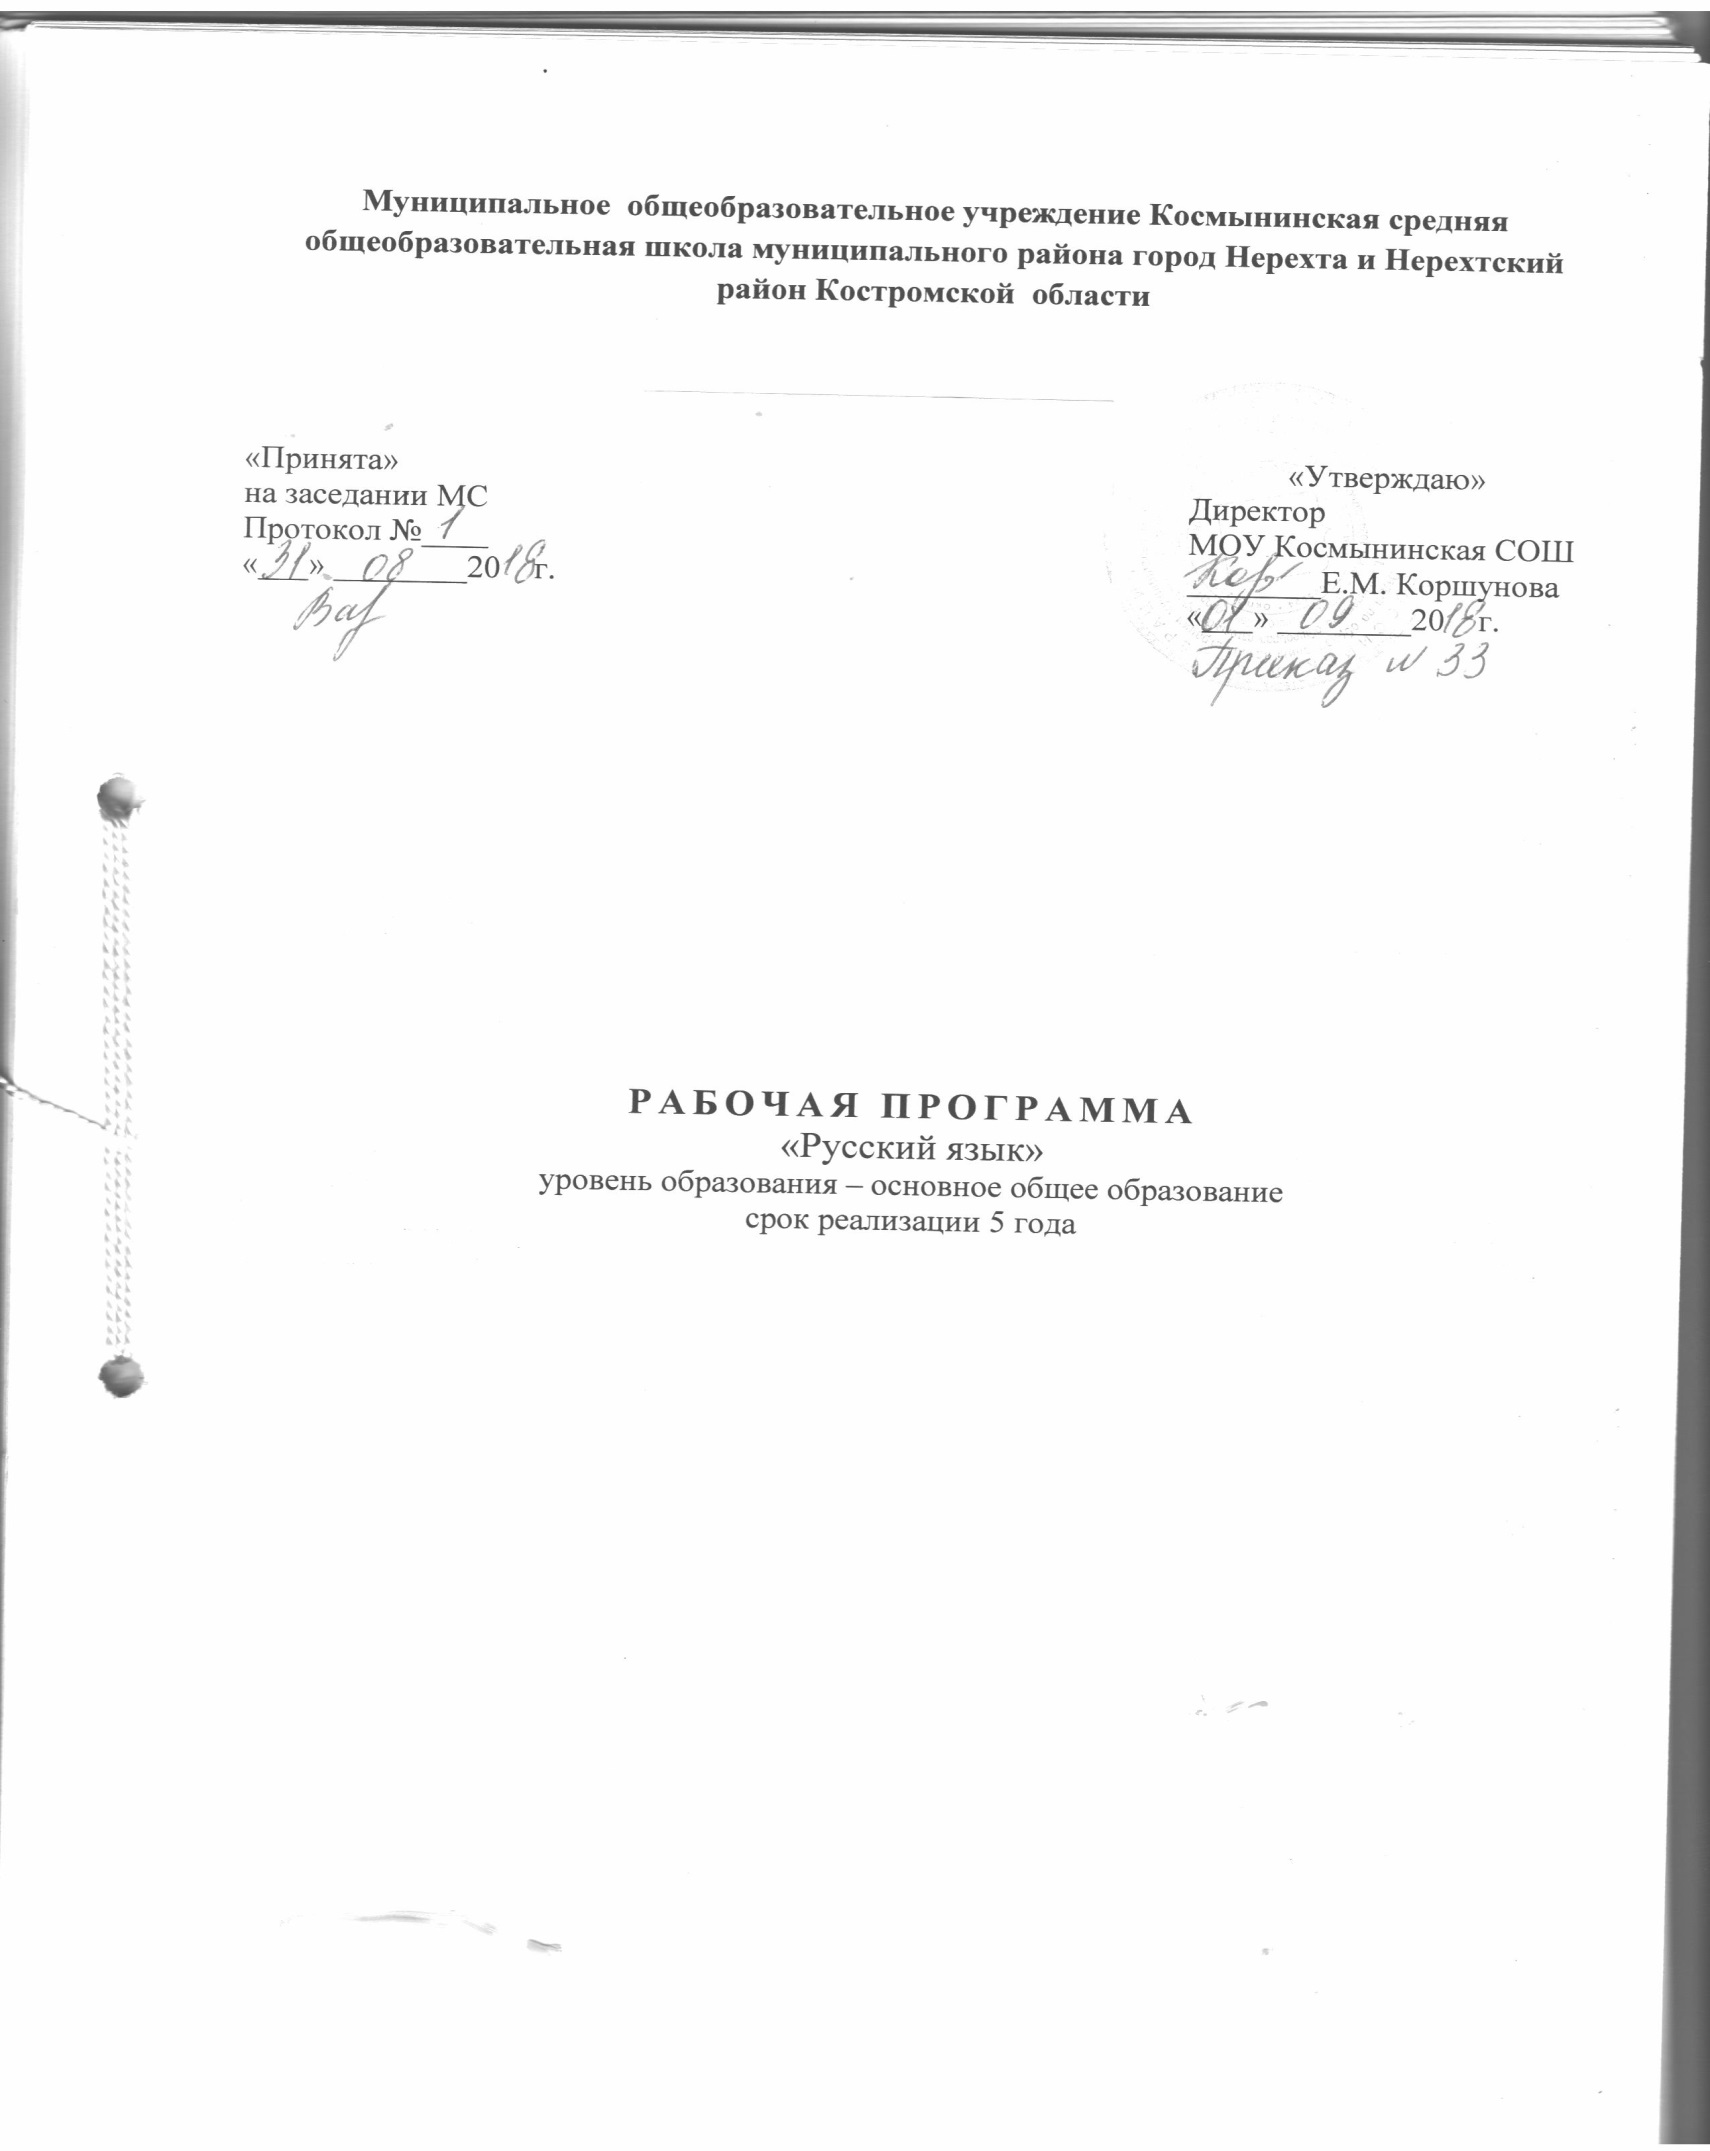 Муниципальное общеобразовательное учреждение Космынинская средняя
общеобразовательная школа муниципального района город Нерехта и Нерехтский
район Костромской области
«Принята»
на заседании МС
Протокол № 1
«31» 08 2018г.
«Утверждаю»
Директор
МОУ Космынинская СОШ
Е.М. Коршунова
«01» 09 2018г.
Приказ № 33
РАБОЧАЯ ПРОГРАММА
«Русский язык»
уровень образования – основное общее образование
срок реализации 5 года